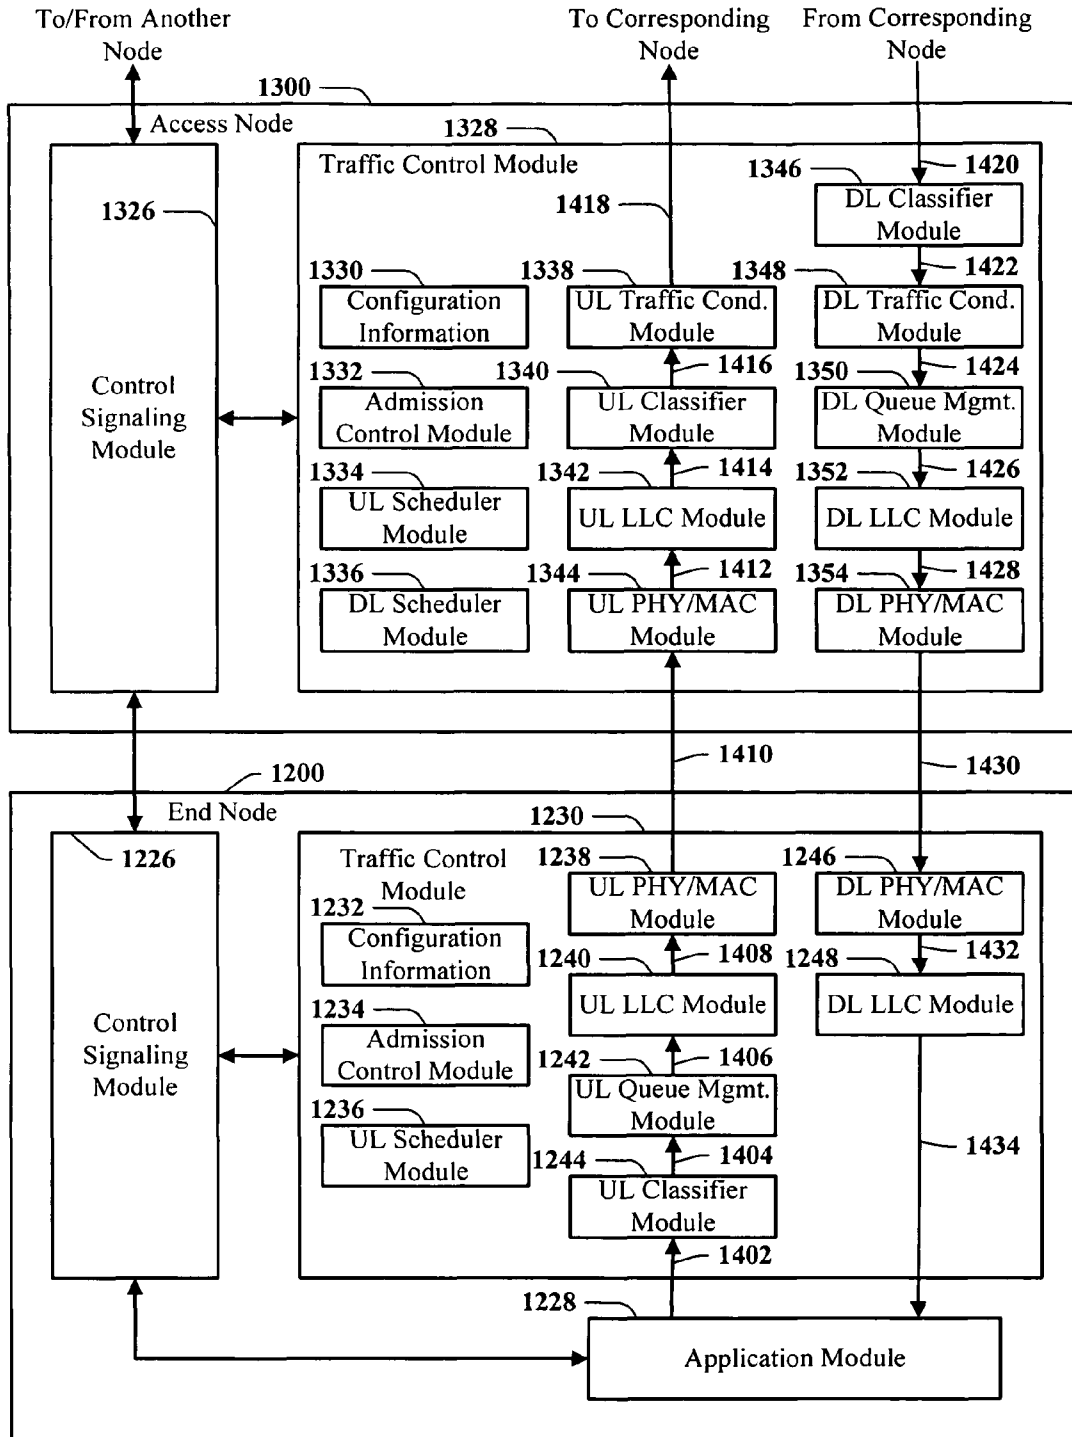 To/From Another
Node
To Corresponding
Node
From Corresponding
Node
1300
Access Node
1328
Traffic Control Module
1326
Control
Signaling
Module
1418
1346
1420
DL Classifier
Module
1422
1330
Configuration
Information
1338
UL Traffic Cond.
Module
1348
DL Traffic Cond.
Module
1416
1424
1332
Admission
Control Module
1340
UL Classifier
Module
1350
DL Queue Mgmt.
Module
1414
1426
1334
UL Scheduler
Module
1342
UL LLC Module
1352
DL LLC Module
1412
1428
1336
DL Scheduler
Module
1344
UL PHY/MAC
Module
1354
DL PHY/MAC
Module
1410
1430
1200
End Node
1230
1226
Control
Signaling
Module
Traffic Control
Module
1238
UL PHY/MAC
Module
1246
DL PHY/MAC
Module
1232
Configuration
Information
1408
1432
1240
UL LLC Module
1248
DL LLC Module
1234
Admission
Control Module
1406
1242
UL Queue Mgmt.
Module
1236
UL Scheduler
Module
1404
1434
1244
UL Classifier
Module
1402
1228
Application Module